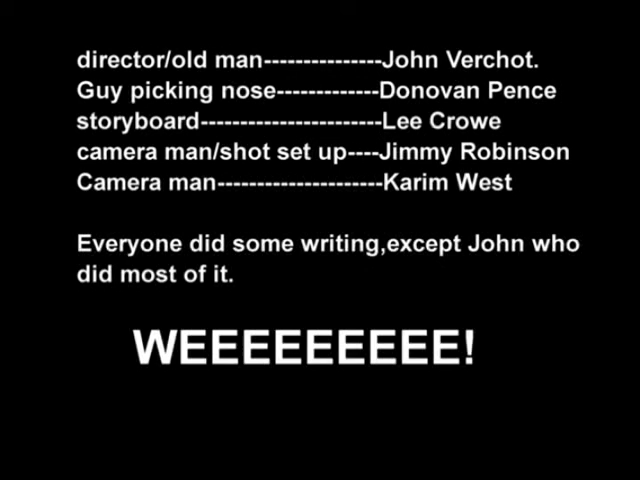 director/old man---------------John Verchot.
Guy picking nose-------------Donovan Pence
storyboard-----------------------Lee Crowe
camera man/shot set up----Jimmy Robinson
Camera man---------------------Karim West
Everyone did some writing,except John who
did most of it.
WEEEEEEEEE!